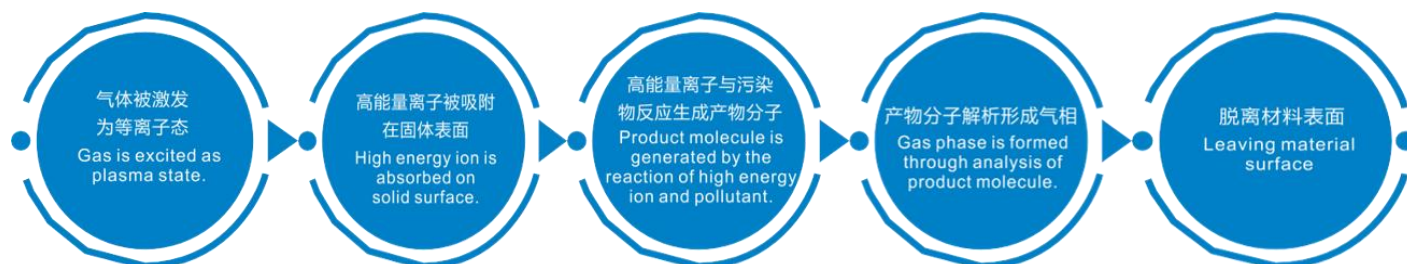 气体被激发
为等离子态
Gas is excited as
plasma state.
高能量离子被吸附
在固体表面
High energy ion is
absorbed on
solid surface.
高能量离子与污染
物反应生成产物分子
Product molecule is
generated by the
reaction of high energy
ion and pollutant.
产物分子解析形成气相
Gas phase is formed
through analysis of
product molecule.
脱离材料表面
Leaving material
surface